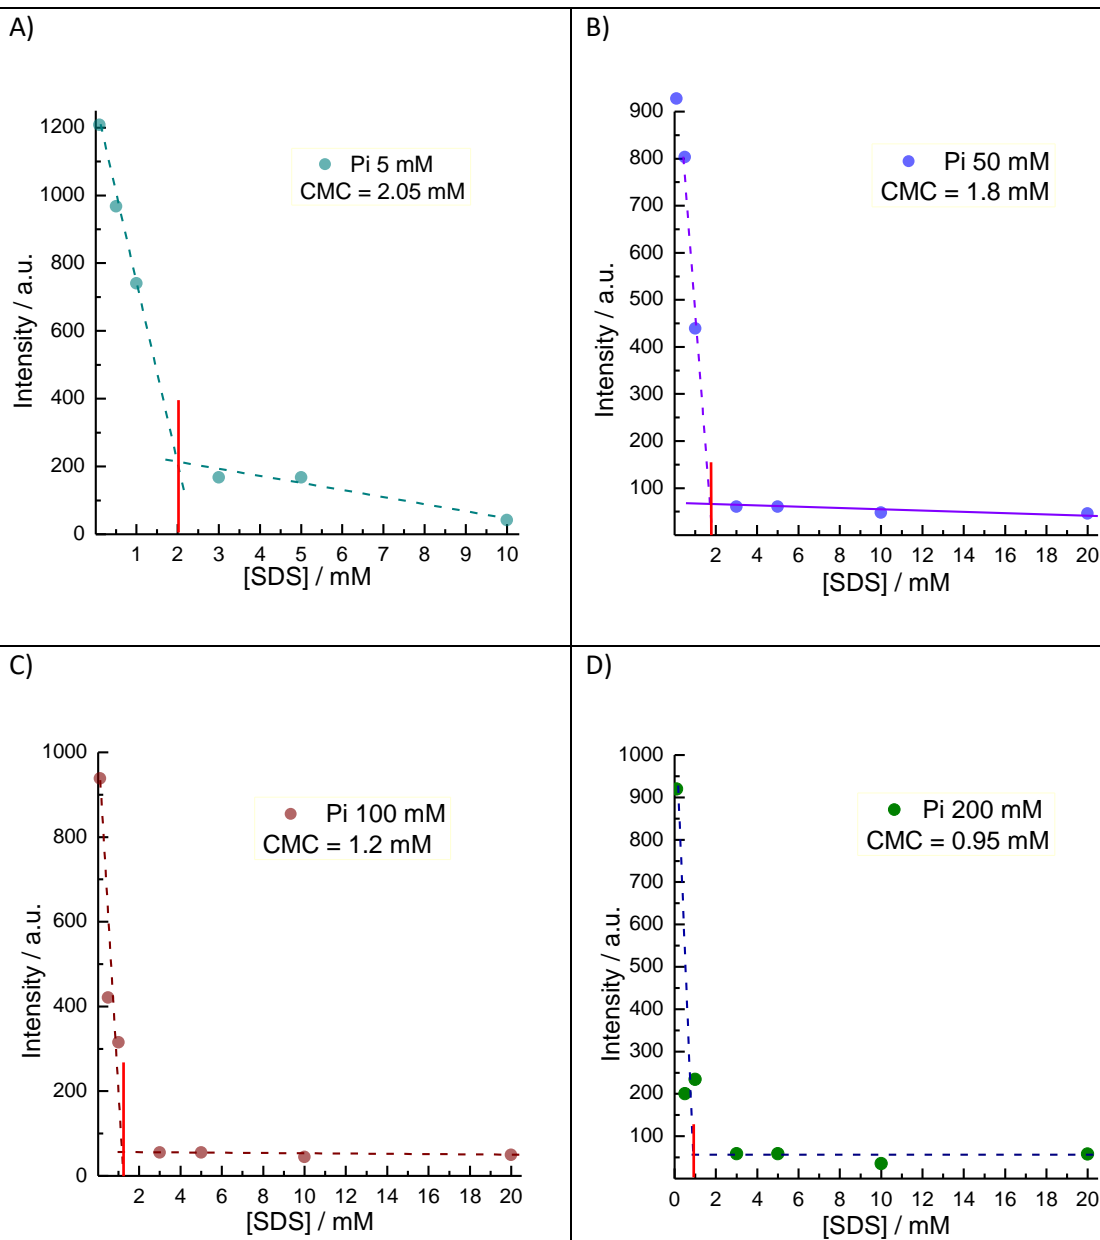 A)
1200
1000
800
600
400
200
0
Intensity / a.u.
Pi 5 mM
CMC = 2.05 mM
1 2 3 4 5 6 7 8 9 10
[SDS] / mM
B)
900
800
700
600
500
400
300
200
100
Intensity / a.u.
Pi 50 mM
CMC = 1.8 mM
2 4 6 8 10 12 14 16 18 20
[SDS] / mM
C)
1000
800
600
400
200
0
Intensity / a.u.
Pi 100 mM
CMC = 1.2 mM
2 4 6 8 10 12 14 16 18 20
[SDS] / mM
D)
1000
900
800
700
600
500
400
300
200
100
Intensity / a.u.
Pi 200 mM
CMC = 0.95 mM
0 2 4 6 8 10 12 14 16 18 20
[SDS] / mM